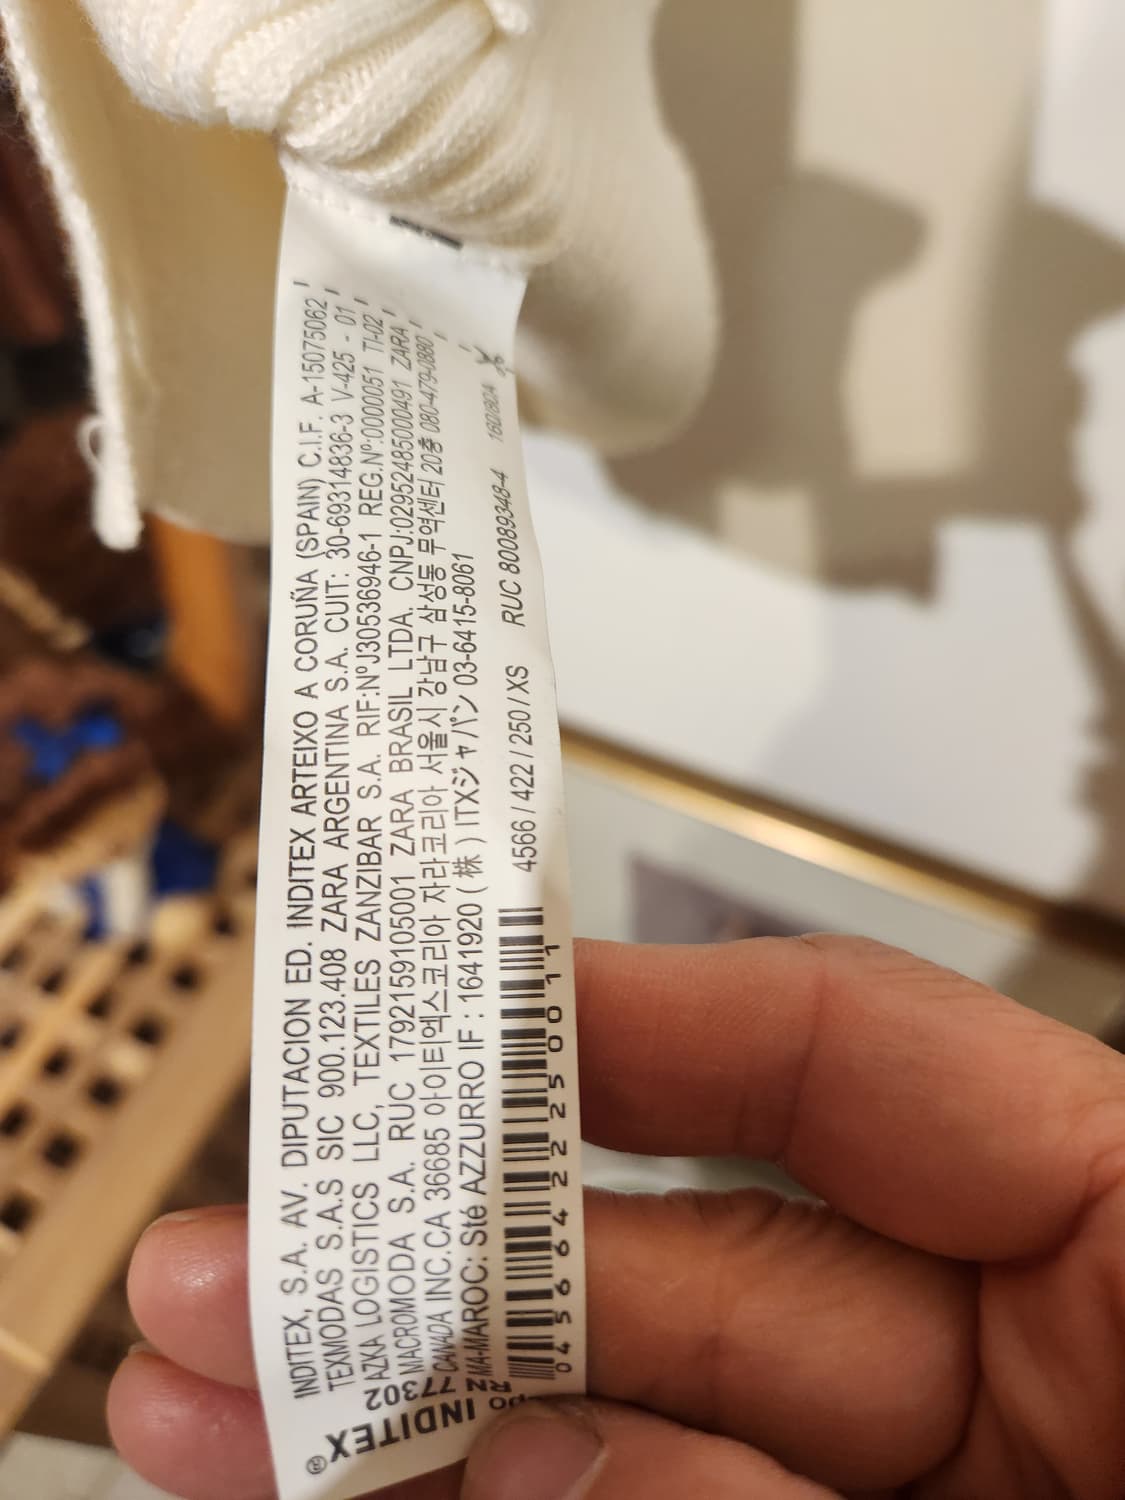 INDITEX, S.A. AV. DIPUTACION ED. INDITEX ARTEIXO A CORUÑA (SPAIN) C.I.F. A-15075062
TEXMODAS S.A.S SIC 900.123.408 ZARA ARGENTINA S.A. CUIT: 30-69314836-3 V-425 - 01
AZKA LOGISTICS LLC, TEXTILES ZANZIBAR S.A. RIF:NºJ30536946-1 REG.Nº:0000051 TI-02
MACROMODA S.A. RUC 1792159105001 ZARA BRASIL LTDA. CNPJ:02952485000491 ZARA
CANADA INC.CA 36685 아이티엑스코리아 자라코리아 서울시 강남구 삼성동 무역센터 20층 080-479-0880
MA-MAROC: Sté AZZURRO IF : 1641920 ( 株 ) ITXジャパン 03-6415-8061
4566 / 422 / 250 / XS RUC 80089348-4 160/80A
04566422250011
RN 77302
INDITEX®